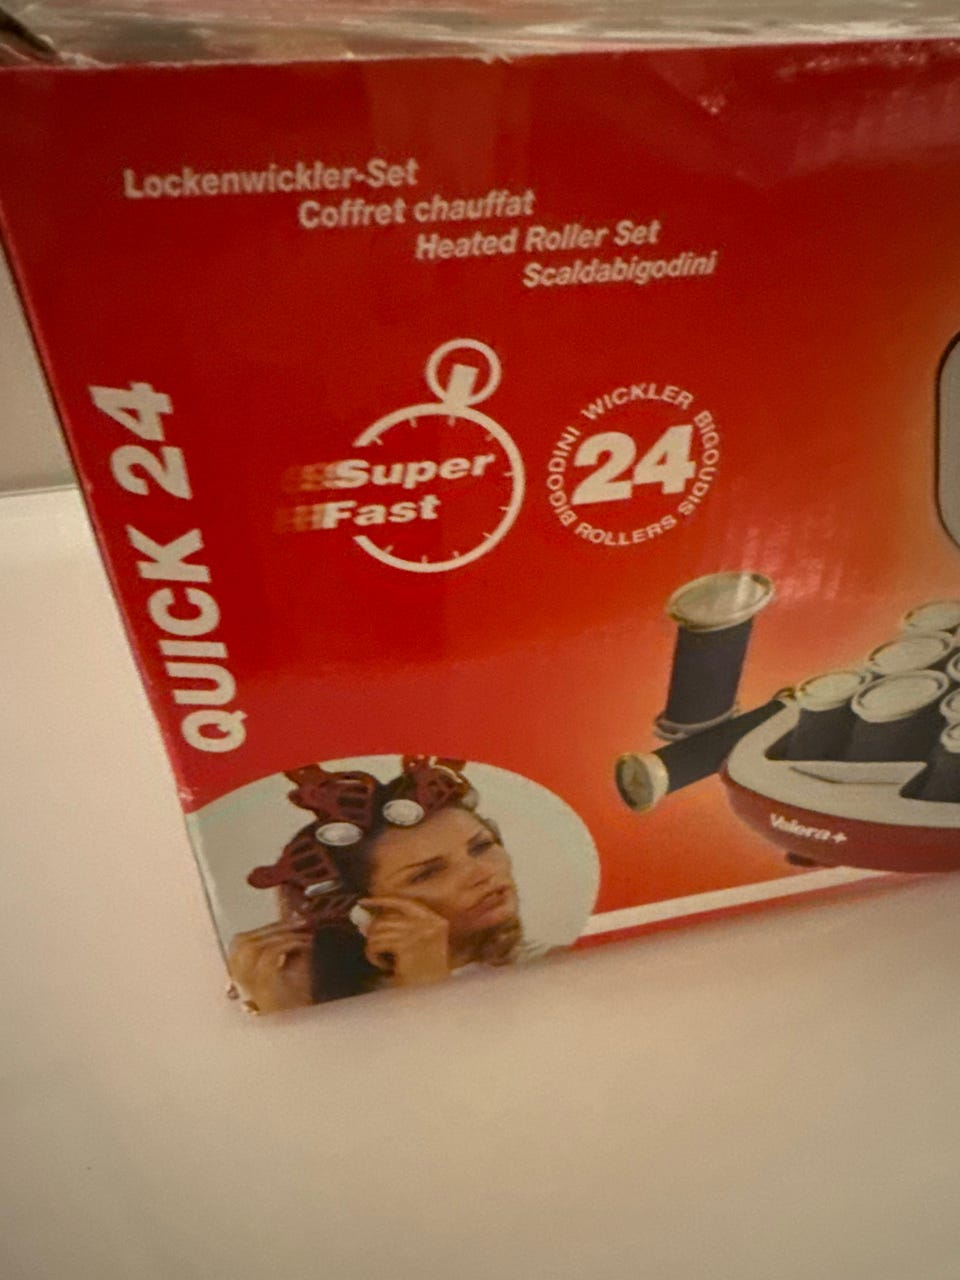 Lockenwickler-Set
Coffret chauffat
Heated Roller Set
Scaldabigodini
QUICK 24
Super
Fast
WICKLER BIGOUDIS ROLLERS BIGODINI
24
Valera+